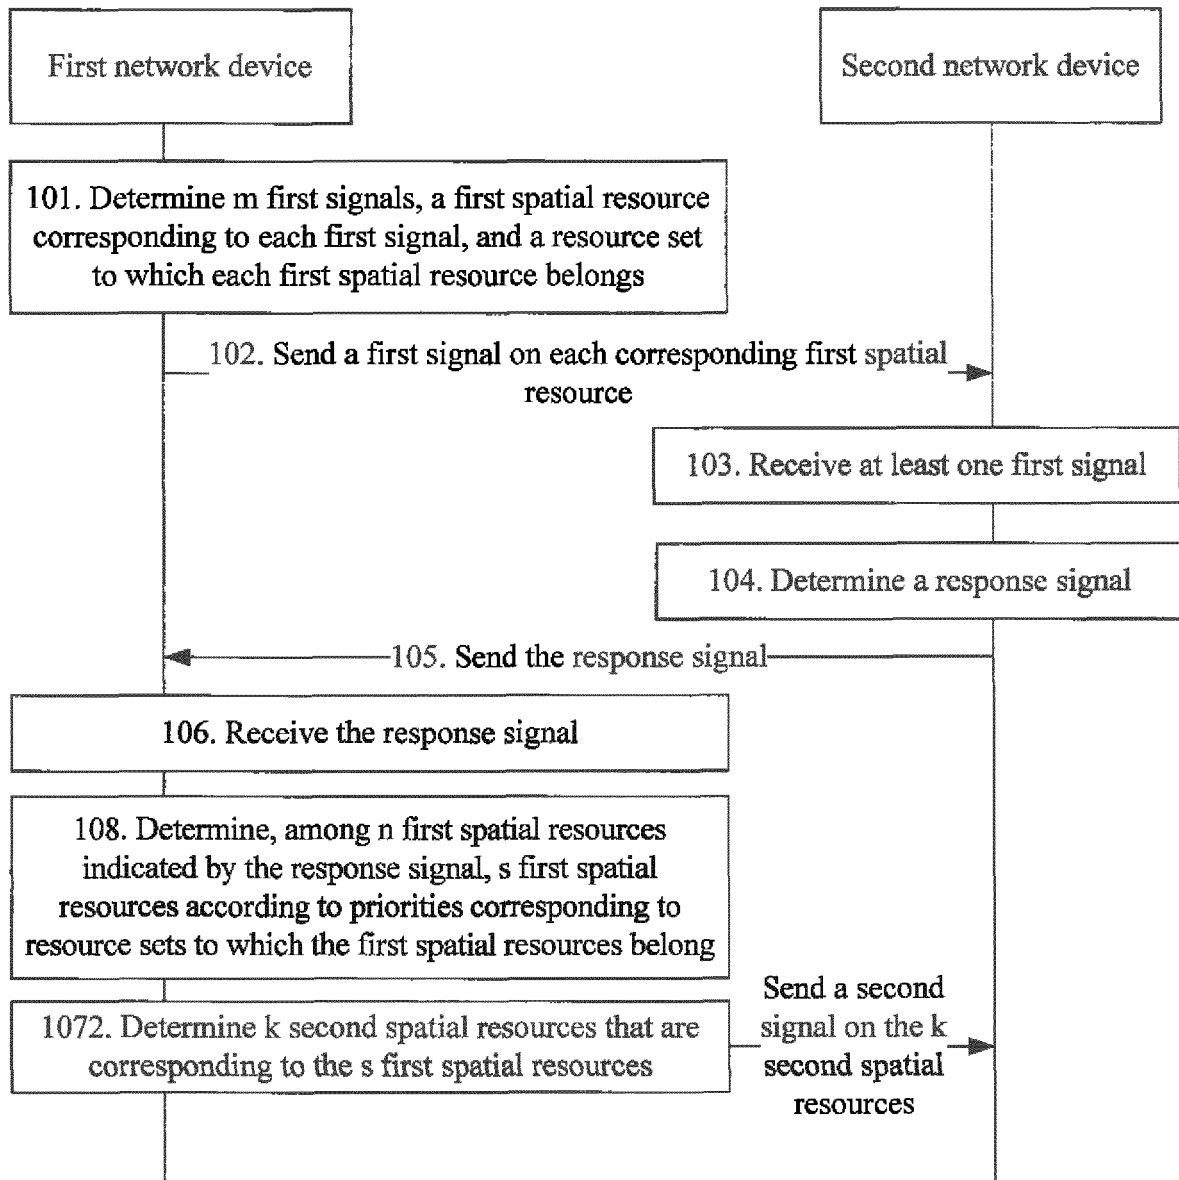 First network device
Second network device
101. Determine m first signals, a first spatial resource
corresponding to each first signal, and a resource set
to which each first spatial resource belongs
102. Send a first signal on each corresponding first spatial
resource
103. Receive at least one first signal
104. Determine a response signal
105. Send the response signal
106. Receive the response signal
108. Determine, among n first spatial resources
indicated by the response signal, s first spatial
resources according to priorities corresponding to
resource sets to which the first spatial resources belong
1072. Determine k second spatial resources that are
corresponding to the s first spatial resources
Send a second
signal on the k
second spatial
resources